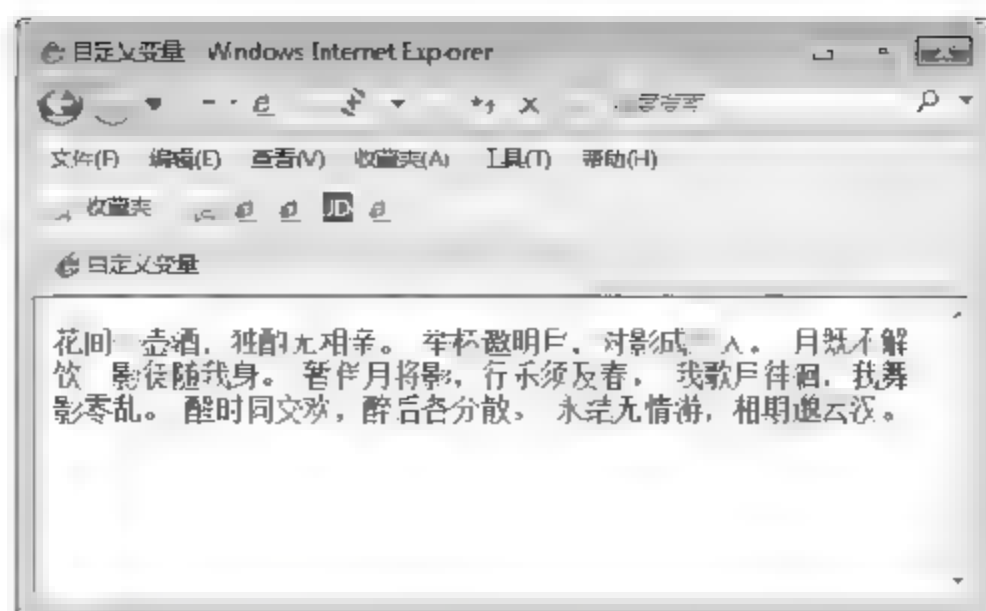 自定义变量 Windows Internet Explorer
文件(F) 编辑(E) 查看(V) 收藏夹(A) 工具(T) 帮助(H)
收藏夹 JD
自定义变量
花间一壶酒，独酌无相亲。 举杯邀明月，对影成三人。 月既不解
饮 影徒随我身。 暂伴月将影，行乐须及春， 我歌月徘徊，我舞
影零乱。 醒时同交欢，醉后各分散， 永结无情游，相期邈云汉。